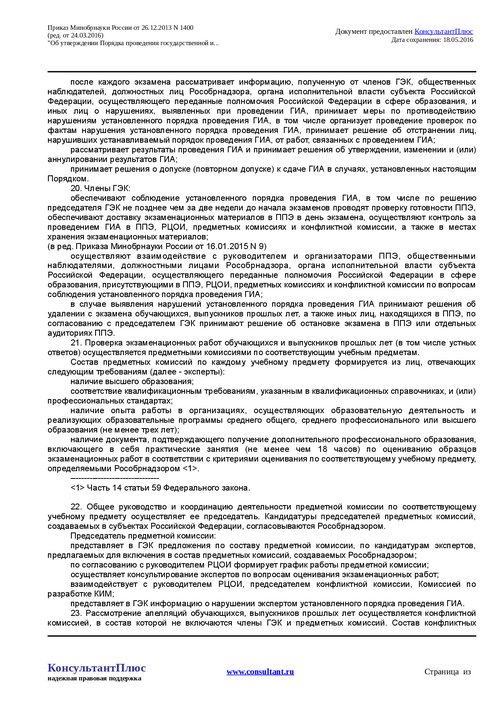 Приказ Минобрнауки России от 26.12.2013 N 1400
(ред. от 24.03.2016)
"Об утверждении Порядка проведения государственной и...
Документ предоставлен КонсультантПлюс
Дата сохранения: 18.05.2016
после каждого экзамена рассматривает информацию, полученную от членов ГЭК, общественных
наблюдателей, должностных лиц Рособрнадзора, органа исполнительной власти субъекта Российской
Федерации, осуществляющего переданные полномочия Российской Федерации в сфере образования, и
иных лиц о нарушениях, выявленных при проведении ГИА, принимает меры по противодействию
нарушениям установленного порядка проведения ГИА, в том числе организует проведение проверок по
фактам нарушения установленного порядка проведения ГИА, принимает решение об отстранении лиц,
нарушивших устанавливаемый порядок проведения ГИА, от работ, связанных с проведением ГИА;
рассматривает результаты проведения ГИА и принимает решения об утверждении, изменении и (или)
аннулировании результатов ГИА;
принимает решения о допуске (повторном допуске) к сдаче ГИА в случаях, установленных настоящим
Порядком.
20. Члены ГЭК:
обеспечивают соблюдение установленного порядка проведения ГИА, в том числе по решению
председателя ГЭК не позднее чем за две недели до начала экзаменов проводят проверку готовности ППЭ,
обеспечивают доставку экзаменационных материалов в ППЭ в день экзамена, осуществляют контроль за
проведением ГИА в ППЭ, РЦОИ, предметных комиссиях и конфликтной комиссии, а также в местах
хранения экзаменационных материалов;
(в ред. Приказа Минобрнауки России от 16.01.2015 N 9)
осуществляют взаимодействие с руководителем и организаторами ППЭ, общественными
наблюдателями, должностными лицами Рособрнадзора, органа исполнительной власти субъекта
Российской Федерации, осуществляющего переданные полномочия Российской Федерации в сфере
образования, присутствующими в ППЭ, РЦОИ, предметных комиссиях и конфликтной комиссии по вопросам
соблюдения установленного порядка проведения ГИА;
в случае выявления нарушений установленного порядка проведения ГИА принимают решения об
удалении с экзамена обучающихся, выпускников прошлых лет, а также иных лиц, находящихся в ППЭ, по
согласованию с председателем ГЭК принимают решение об остановке экзамена в ППЭ или отдельных
аудиториях ППЭ.
21. Проверка экзаменационных работ обучающихся и выпускников прошлых лет (в том числе устных
ответов) осуществляется предметными комиссиями по соответствующим учебным предметам.
Состав предметных комиссий по каждому учебному предмету формируется из лиц, отвечающих
следующим требованиям (далее - эксперты):
наличие высшего образования;
соответствие квалификационным требованиям, указанным в квалификационных справочниках, и (или)
профессиональных стандартах;
наличие опыта работы в организациях, осуществляющих образовательную деятельность и
реализующих образовательные программы среднего общего, среднего профессионального или высшего
образования (не менее трех лет);
наличие документа, подтверждающего получение дополнительного профессионального образования,
включающего в себя практические занятия (не менее чем 18 часов) по оцениванию образцов
экзаменационных работ в соответствии с критериями оценивания по соответствующему учебному предмету,
определяемыми Рособрнадзором <1>.
--------------------------------
<1> Часть 14 статьи 59 Федерального закона.
22. Общее руководство и координацию деятельности предметной комиссии по соответствующему
учебному предмету осуществляет ее председатель. Кандидатуры председателей предметных комиссий,
создаваемых в субъектах Российской Федерации, согласовываются Рособрнадзором.
Председатель предметной комиссии:
представляет в ГЭК предложения по составу предметной комиссии, по кандидатурам экспертов,
предлагаемых для включения в состав предметных комиссий, создаваемых Рособрнадзором;
по согласованию с руководителем РЦОИ формирует график работы предметной комиссии;
осуществляет консультирование экспертов по вопросам оценивания экзаменационных работ;
взаимодействует с руководителем РЦОИ, председателем конфликтной комиссии, Комиссией по
разработке КИМ;
представляет в ГЭК информацию о нарушении экспертом установленного порядка проведения ГИА.
23. Рассмотрение апелляций обучающихся, выпускников прошлых лет осуществляется конфликтной
комиссией, в состав которой не включаются члены ГЭК и предметных комиссий. Состав конфликтных
КонсультантПлюс
надежная правовая поддержка
www.consultant.ru
Страница из